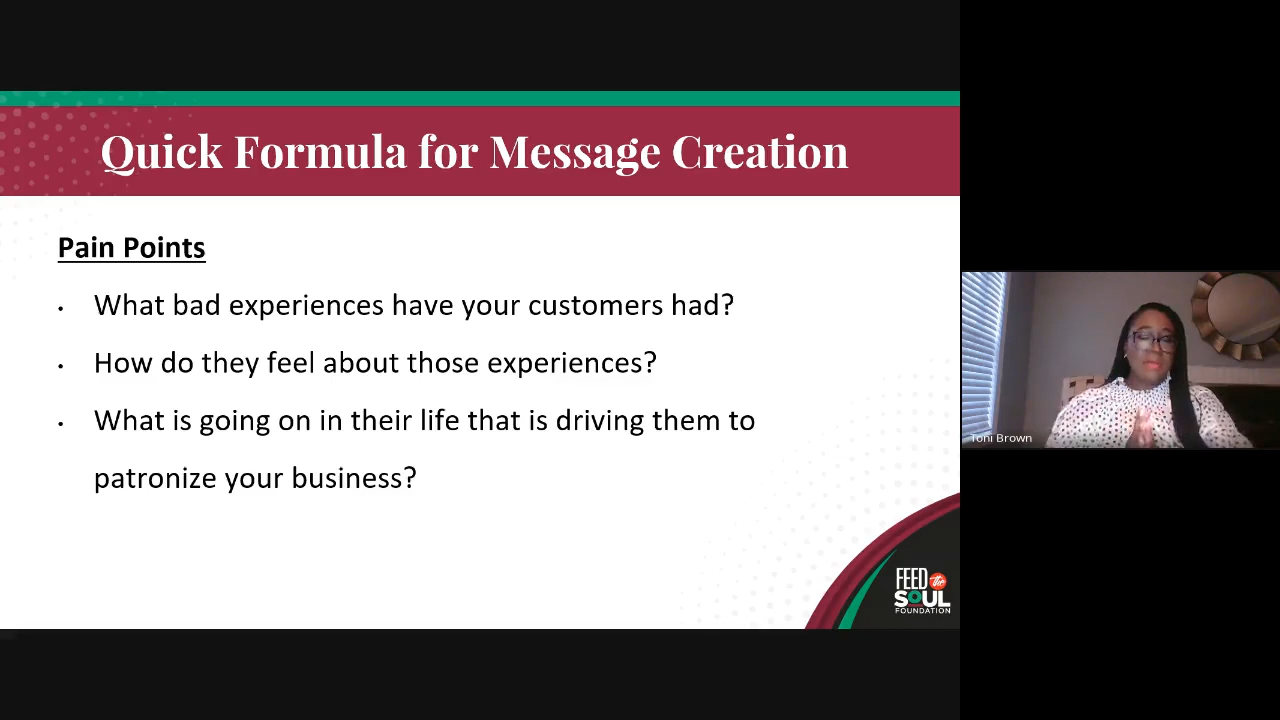 Quick Formula for Message Creation
Pain Points
• What bad experiences have your customers had?
• How do they feel about those experiences?
• What is going on in their life that is driving them to
patronize your business?
FEED the
SOUL
FOUNDATION
Toni Brown